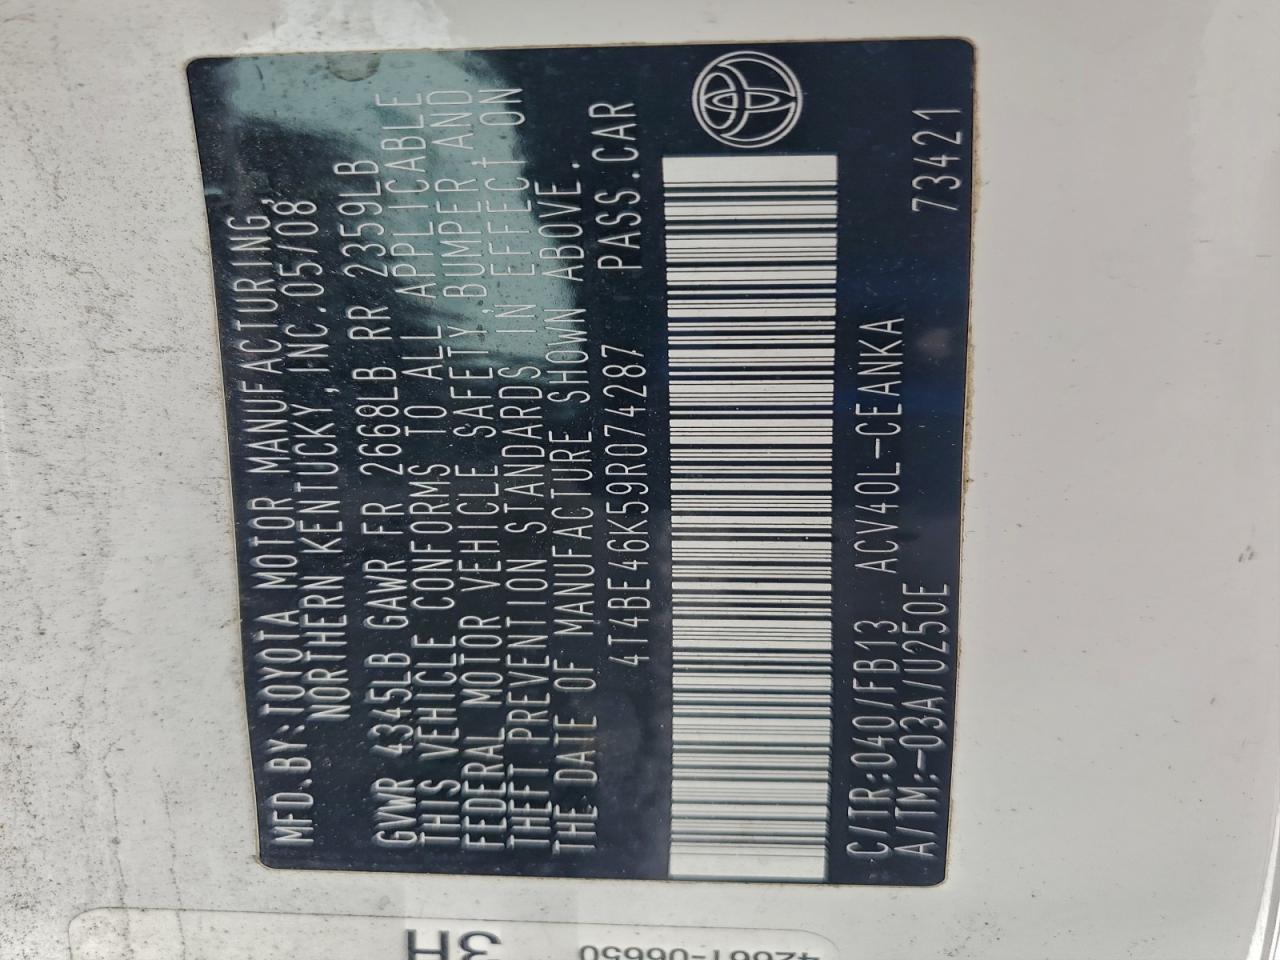 MFD.BY:TOYOTA MOTOR MANUFACTURING,
NORTHERN KENTUCKY, INC.05/08
GVWR 4345LB GAWR FR 2668LB RR 2359LB
THIS VEHICLE CONFORMS TO ALL APPLICABLE
FEDERAL MOTOR VEHICLE SAFETY,BUMPER AND
THEFT PREVENTION STANDARDS IN EFFECT ON
THE DATE OF MANUFACTURE SHOWN ABOVE.
4T4BE46K59R074287 PASS.CAR
C/TR:040/FB13 ACV40L-CEANKA 73421
A/TM:-03A/U250E
3H
42661-06650